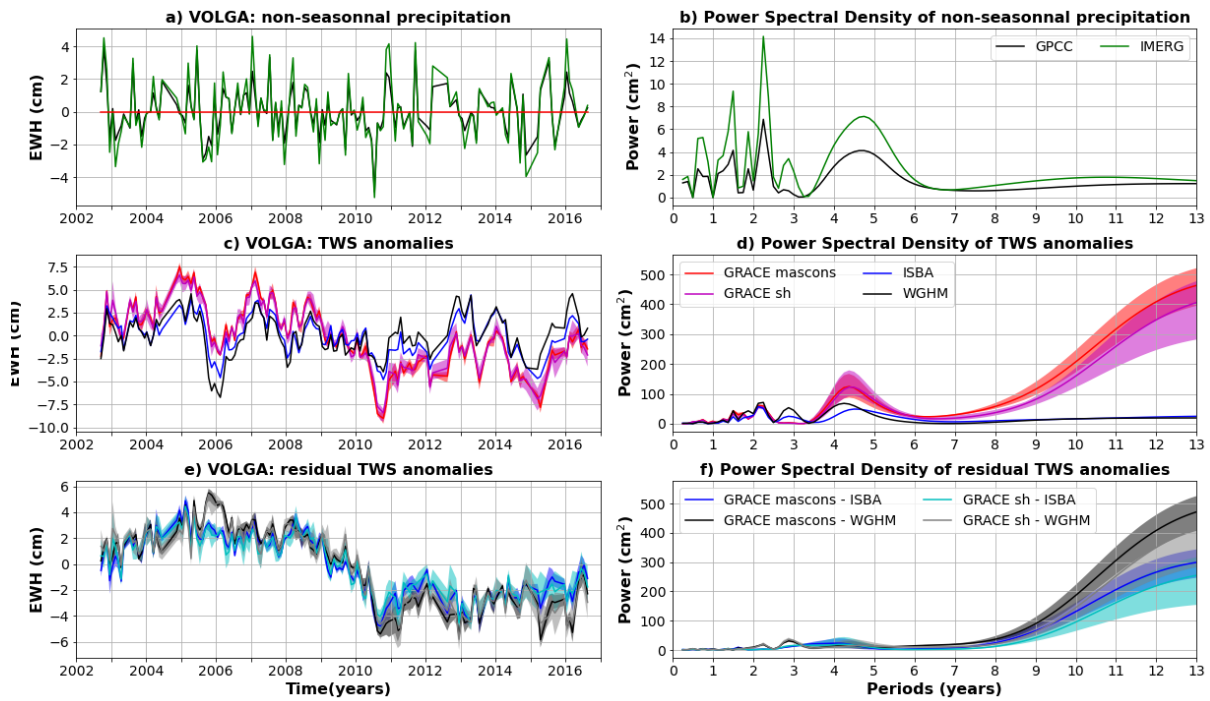 a) VOLGA: non-seasonnal precipitation
EWH (cm)
4
2
0
−2
−4
2002 2004 2006 2008 2010 2012 2014 2016
b) Power Spectral Density of non-seasonnal precipitation
Power (cm²)
14
12
10
8
6
4
2
0
GPCC IMERG
0 1 2 3 4 5 6 7 8 9 10 11 12 13
c) VOLGA: TWS anomalies
EWH (cm)
7.5
5.0
2.5
0.0
−2.5
−5.0
−7.5
−10.0
2002 2004 2006 2008 2010 2012 2014 2016
d) Power Spectral Density of TWS anomalies
Power (cm²)
500
400
300
200
100
0
GRACE mascons ISBA
GRACE sh WGHM
0 1 2 3 4 5 6 7 8 9 10 11 12 13
e) VOLGA: residual TWS anomalies
EWH (cm)
6
4
2
0
−2
−4
−6
2002 2004 2006 2008 2010 2012 2014 2016
Time(years)
f) Power Spectral Density of residual TWS anomalies
Power (cm²)
500
400
300
200
100
0
GRACE mascons - ISBA GRACE sh - ISBA
GRACE mascons - WGHM GRACE sh - WGHM
0 1 2 3 4 5 6 7 8 9 10 11 12 13
Periods (years)